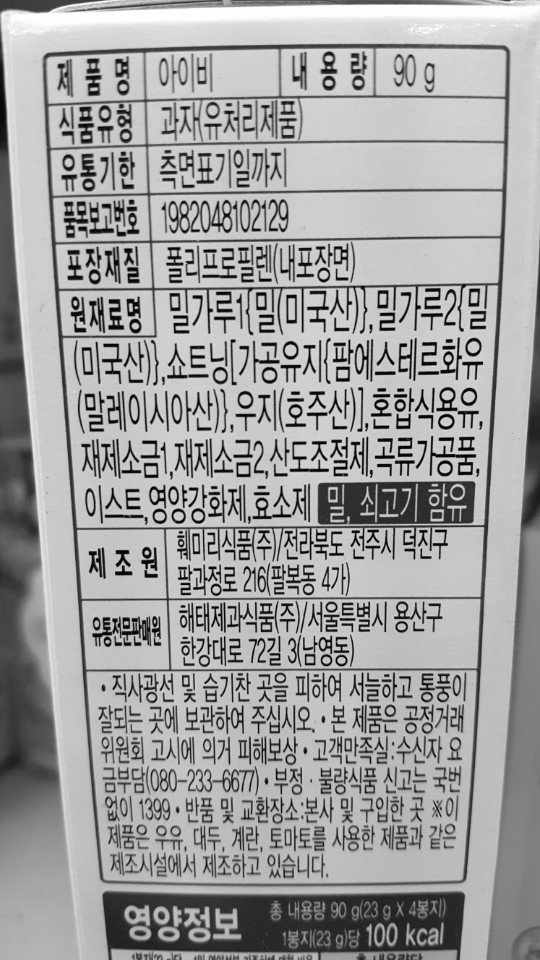 제품명 아이비 내용량 90 g
식품유형 과자(유처리제품)
유통기한 측면표기일까지
품목보고번호 1982048102129
포장재질 폴리프로필렌(내포장면)
원재료명 밀가루1{밀(미국산)},밀가루2{밀
(미국산)},쇼트닝[가공유지{팜에스테르화유
(말레이시아산)},우지(호주산)],혼합식용유,
재제소금1,재제소금2,산도조절제,곡류가공품,
이스트,영양강화제,효소제 밀, 쇠고기 함유
제조원 훼미리식품(주)/전라북도 전주시 덕진구
팔과정로 216(팔복동 4가)
유통전문판매원 해태제과식품(주)/서울특별시 용산구
한강대로 72길 3(남영동)
• 직사광선 및 습기찬 곳을 피하여 서늘하고 통풍이
잘되는 곳에 보관하여 주십시오. • 본 제품은 공정거래
위원회 고시에 의거 피해보상 • 고객만족실:수신자 요
금부담(080-233-6677) • 부정 · 불량식품 신고는 국번
없이 1399 • 반품 및 교환장소:본사 및 구입한 곳 ※이
제품은 우유, 대두, 계란, 토마토를 사용한 제품과 같은
제조시설에서 제조하고 있습니다.
영양정보 총 내용량 90 g(23 g X 4봉지)
1봉지(23 g)당 100 kcal